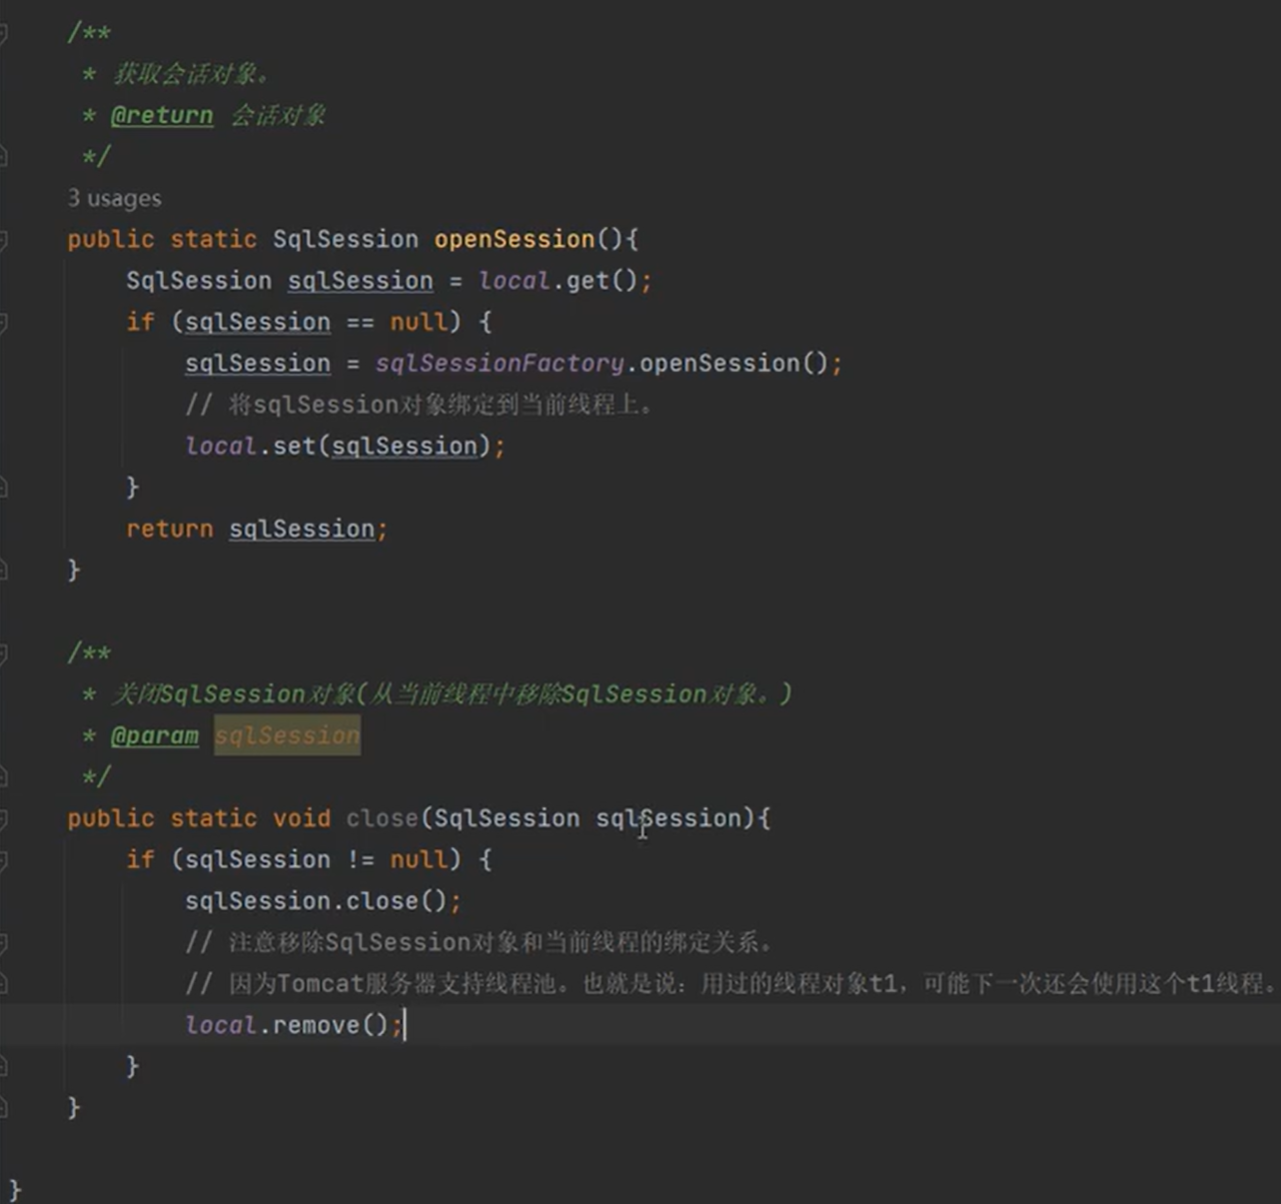 /**
 * 获取会话对象。
 * @return 会话对象
 */
3 usages
public static SqlSession openSession(){
    SqlSession sqlSession = local.get();
    if (sqlSession == null) {
        sqlSession = sqlSessionFactory.openSession();
        // 将sqlSession对象绑定到当前线程上。
        local.set(sqlSession);
    }
    return sqlSession;
}
/**
 * 关闭SqlSession对象(从当前线程中移除SqlSession对象。)
 * @param sqlSession
 */
public static void close(SqlSession sqlSession){
    if (sqlSession != null) {
        sqlSession.close();
        // 注意移除SqlSession对象和当前线程的绑定关系。
        // 因为Tomcat服务器支持线程池。也就是说：用过的线程对象t1，可能下一次还会使用这个t1线程。
        local.remove();
    }
}
}